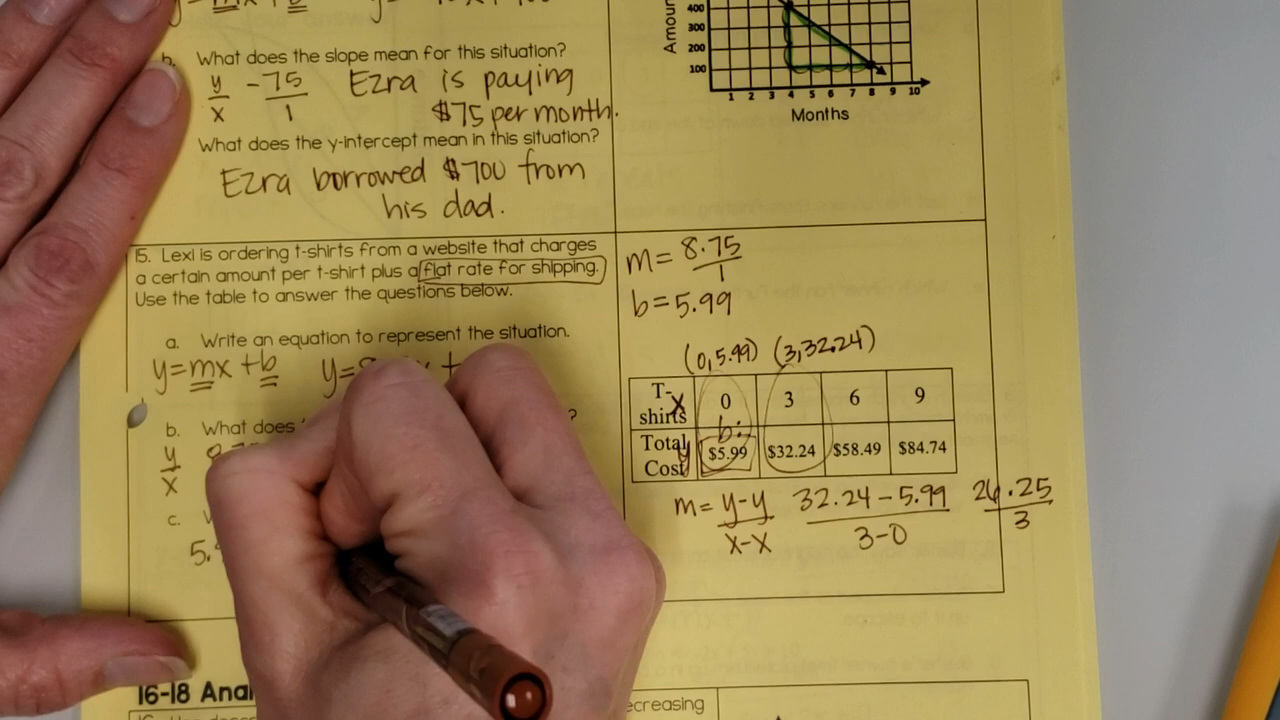 b. What does the slope mean for this situation?
y/x -75/1 Ezra is paying
$75 per month.
What does the y-intercept mean in this situation?
Ezra borrowed $700 from
his dad.
Amoun
400
300
200
100
1 2 3 4 5 6 7 8 9 10
Months
15. Lexi is ordering t-shirts from a website that charges
a certain amount per t-shirt plus a flat rate for shipping.
Use the table to answer the questions below.
a. Write an equation to represent the situation.
y=mx+b y=
b. What does
y/x
c.
5.
m=8.75/1
b=5.99
(0,5.99) (3,32.24)
T-shirts x 0 3 6 9
b:
Total Cost y $5.99 $32.24 $58.49 $84.74
m=y-y/x-x 32.24-5.99/3-0 26.25/3
16-18 Anal
ecreasing